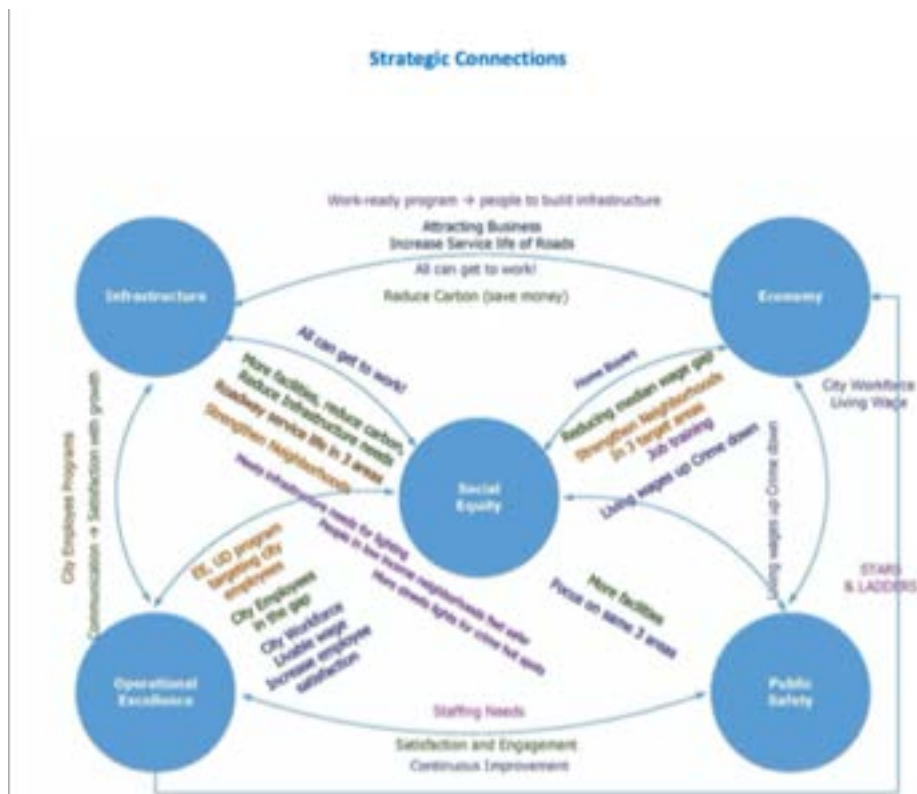 Strategic Connections
Work-ready program → people to build infrastructure
Attracting Business
Increase Service life of Roads
All can get to work!
Reduce Carbon (save money)
Infrastructure
Economy
All can get to work!
More facilities, reduce carbon,
Reduce Infrastructure needs
Roadway service life in 3 areas
Strengthen Neighborhoods
Home Buyers
Reducing median wage gap
Strengthen Neighborhoods
In 3 target areas
Job training
Living wages up Crime down
City Workforce
Living Wage
City Employee Programs
Communication → Satisfaction with growth
Social
Equity
Meets infrastructure needs for lighting
People in low income neighborhoods feel safer
More streets lights for crime hot spots
Living wages up Crime down
STARS
& LADDERS
EE, UD program
targeting city
employees
City Employees
in the gap
City Workforce
Livable wage
Increase employee
satisfaction
More facilities
Focus on same 3 areas
Operational
Excellence
Public
Safety
Staffing Needs
Satisfaction and Engagement
Continuous Improvement